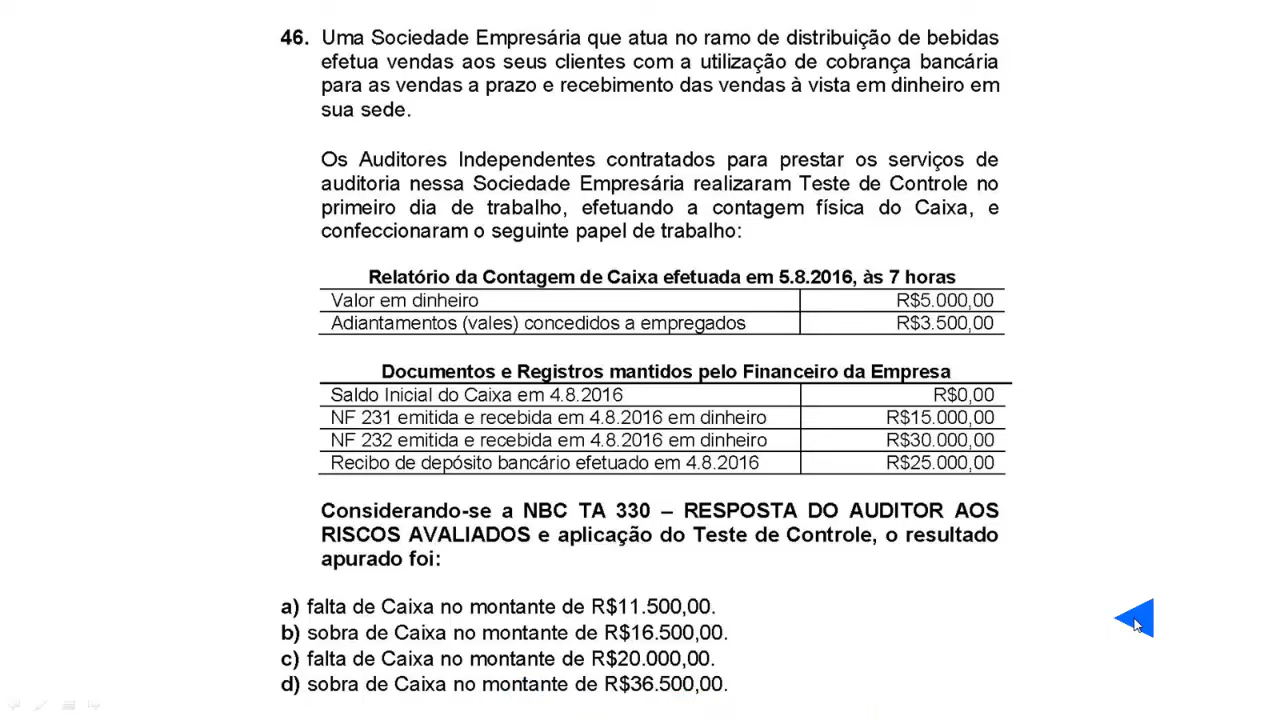 46. Uma Sociedade Empresária que atua no ramo de distribuição de bebidas
efetua vendas aos seus clientes com a utilização de cobrança bancária
para as vendas a prazo e recebimento das vendas à vista em dinheiro em
sua sede.
Os Auditores Independentes contratados para prestar os serviços de
auditoria nessa Sociedade Empresária realizaram Teste de Controle no
primeiro dia de trabalho, efetuando a contagem física do Caixa, e
confeccionaram o seguinte papel de trabalho:
Relatório da Contagem de Caixa efetuada em 5.8.2016, às 7 horas
Valor em dinheiro R$5.000,00
Adiantamentos (vales) concedidos a empregados R$3.500,00
Documentos e Registros mantidos pelo Financeiro da Empresa
Saldo Inicial do Caixa em 4.8.2016 R$0,00
NF 231 emitida e recebida em 4.8.2016 em dinheiro R$15.000,00
NF 232 emitida e recebida em 4.8.2016 em dinheiro R$30.000,00
Recibo de depósito bancário efetuado em 4.8.2016 R$25.000,00
Considerando-se a NBC TA 330 – RESPOSTA DO AUDITOR AOS
RISCOS AVALIADOS e aplicação do Teste de Controle, o resultado
apurado foi:
a) falta de Caixa no montante de R$11.500,00.
b) sobra de Caixa no montante de R$16.500,00.
c) falta de Caixa no montante de R$20.000,00.
d) sobra de Caixa no montante de R$36.500,00.